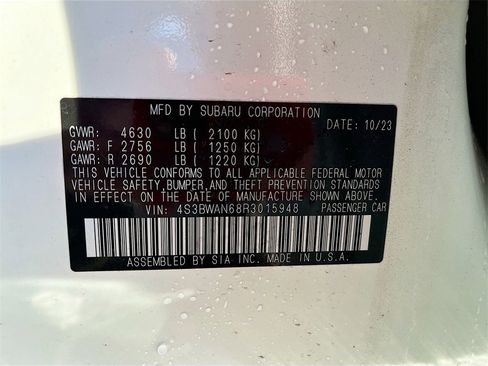 MFD BY SUBARU CORPORATION
DATE: 10/23
GVWR: 4630 LB ( 2100 KG)
GAWR: F 2756 LB ( 1250 KG)
GAWR: R 2690 LB ( 1220 KG)
THIS VEHICLE CONFORMS TO ALL APPLICABLE FEDERAL MOTOR
VEHICLE SAFETY, BUMPER, AND THEFT PREVENTION STANDARDS
IN EFFECT ON THE DATE OF MANUFACTURE SHOWN ABOVE.
VIN: 4S3BWAN68R3015948 PASSENGER CAR
ASSEMBLED BY SIA INC. MADE IN U.S.A.